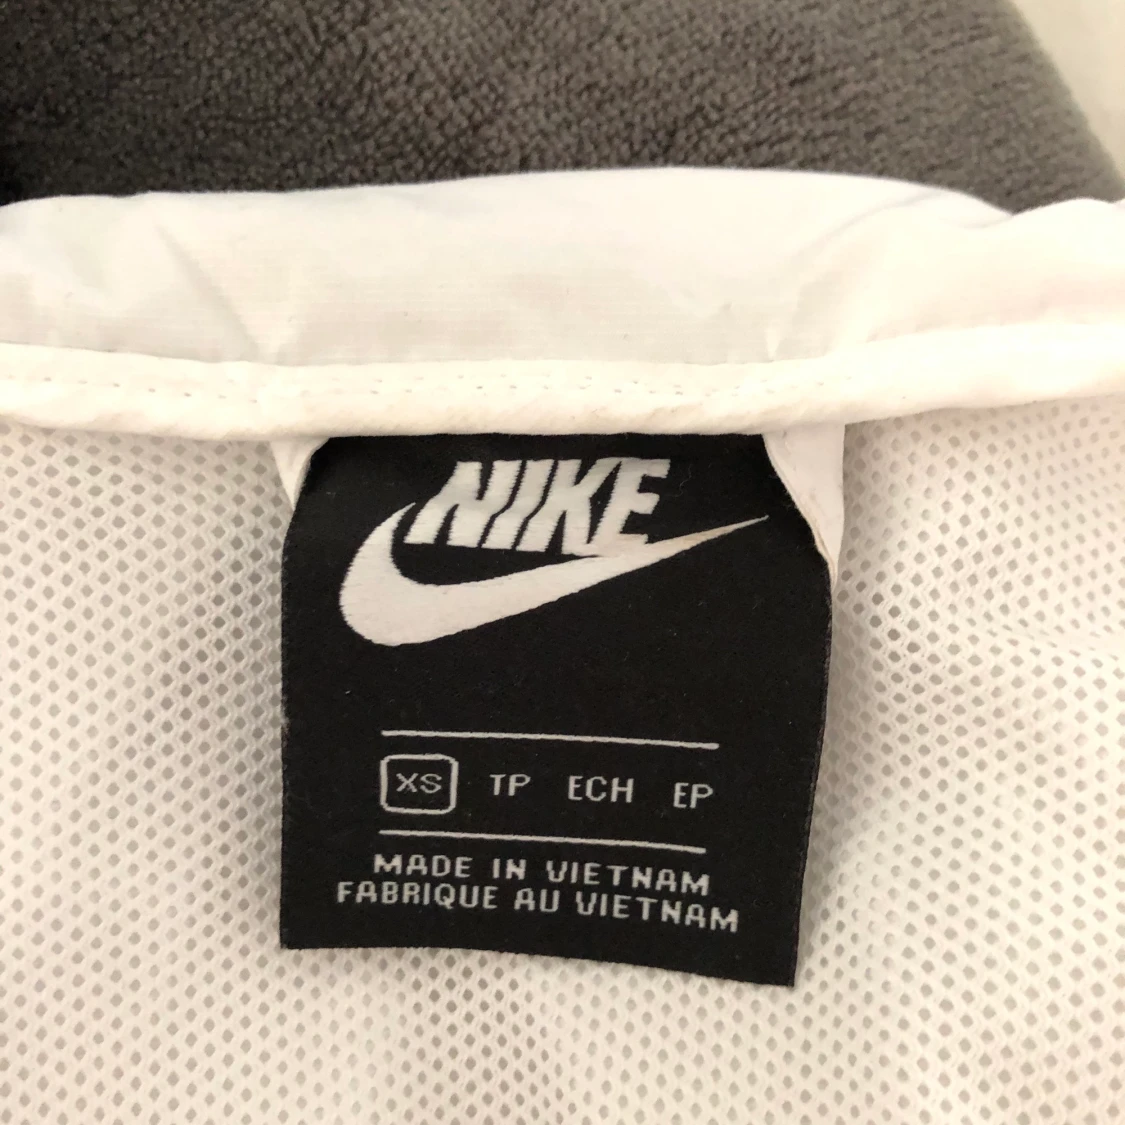 NIKE
XS TP ECH EP
MADE IN VIETNAM
FABRIQUE AU VIETNAM